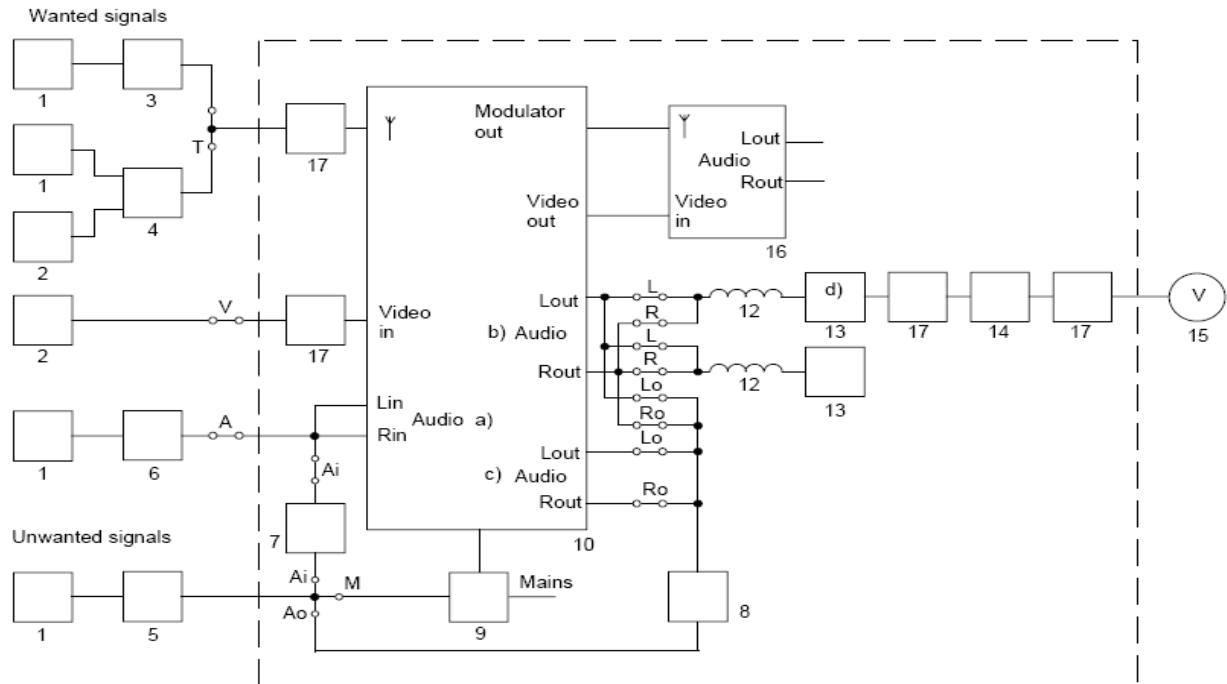 Wanted signals
1
3
1
T
17
Modulator
out
Lout
Audio
Rout
4
2
Video
out
Video
in
16
V
Video
in
Lout
L
12
d)
13
17
14
17
V
15
2
17
b) Audio
R
L
Rout
R
12
13
Lin
Lo
A
Audio a)
Rin
Ro
1
6
Lout
Lo
Ai
c) Audio
Rout
Ro
Unwanted signals
7
10
Ai
M
Mains
Ao
1
5
9
8